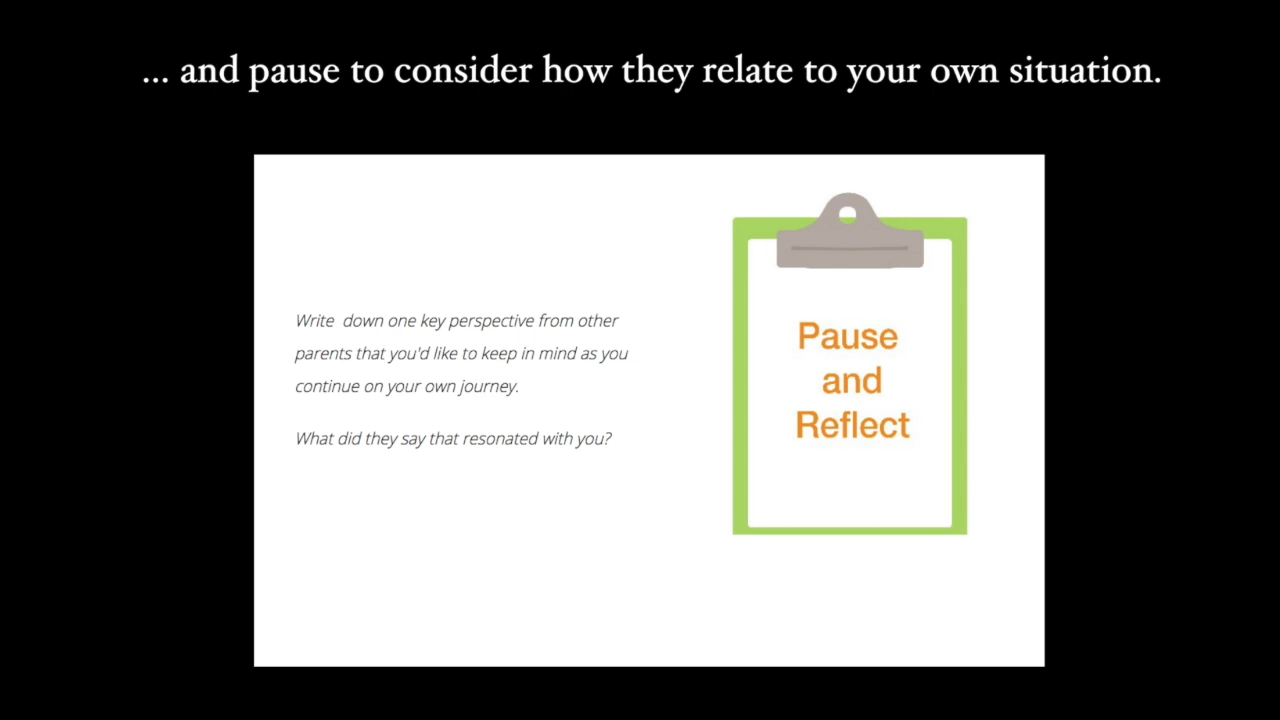 ... and pause to consider how they relate to your own situation.
Write down one key perspective from other
parents that you'd like to keep in mind as you
continue on your own journey.
What did they say that resonated with you?
Pause
and
Reflect